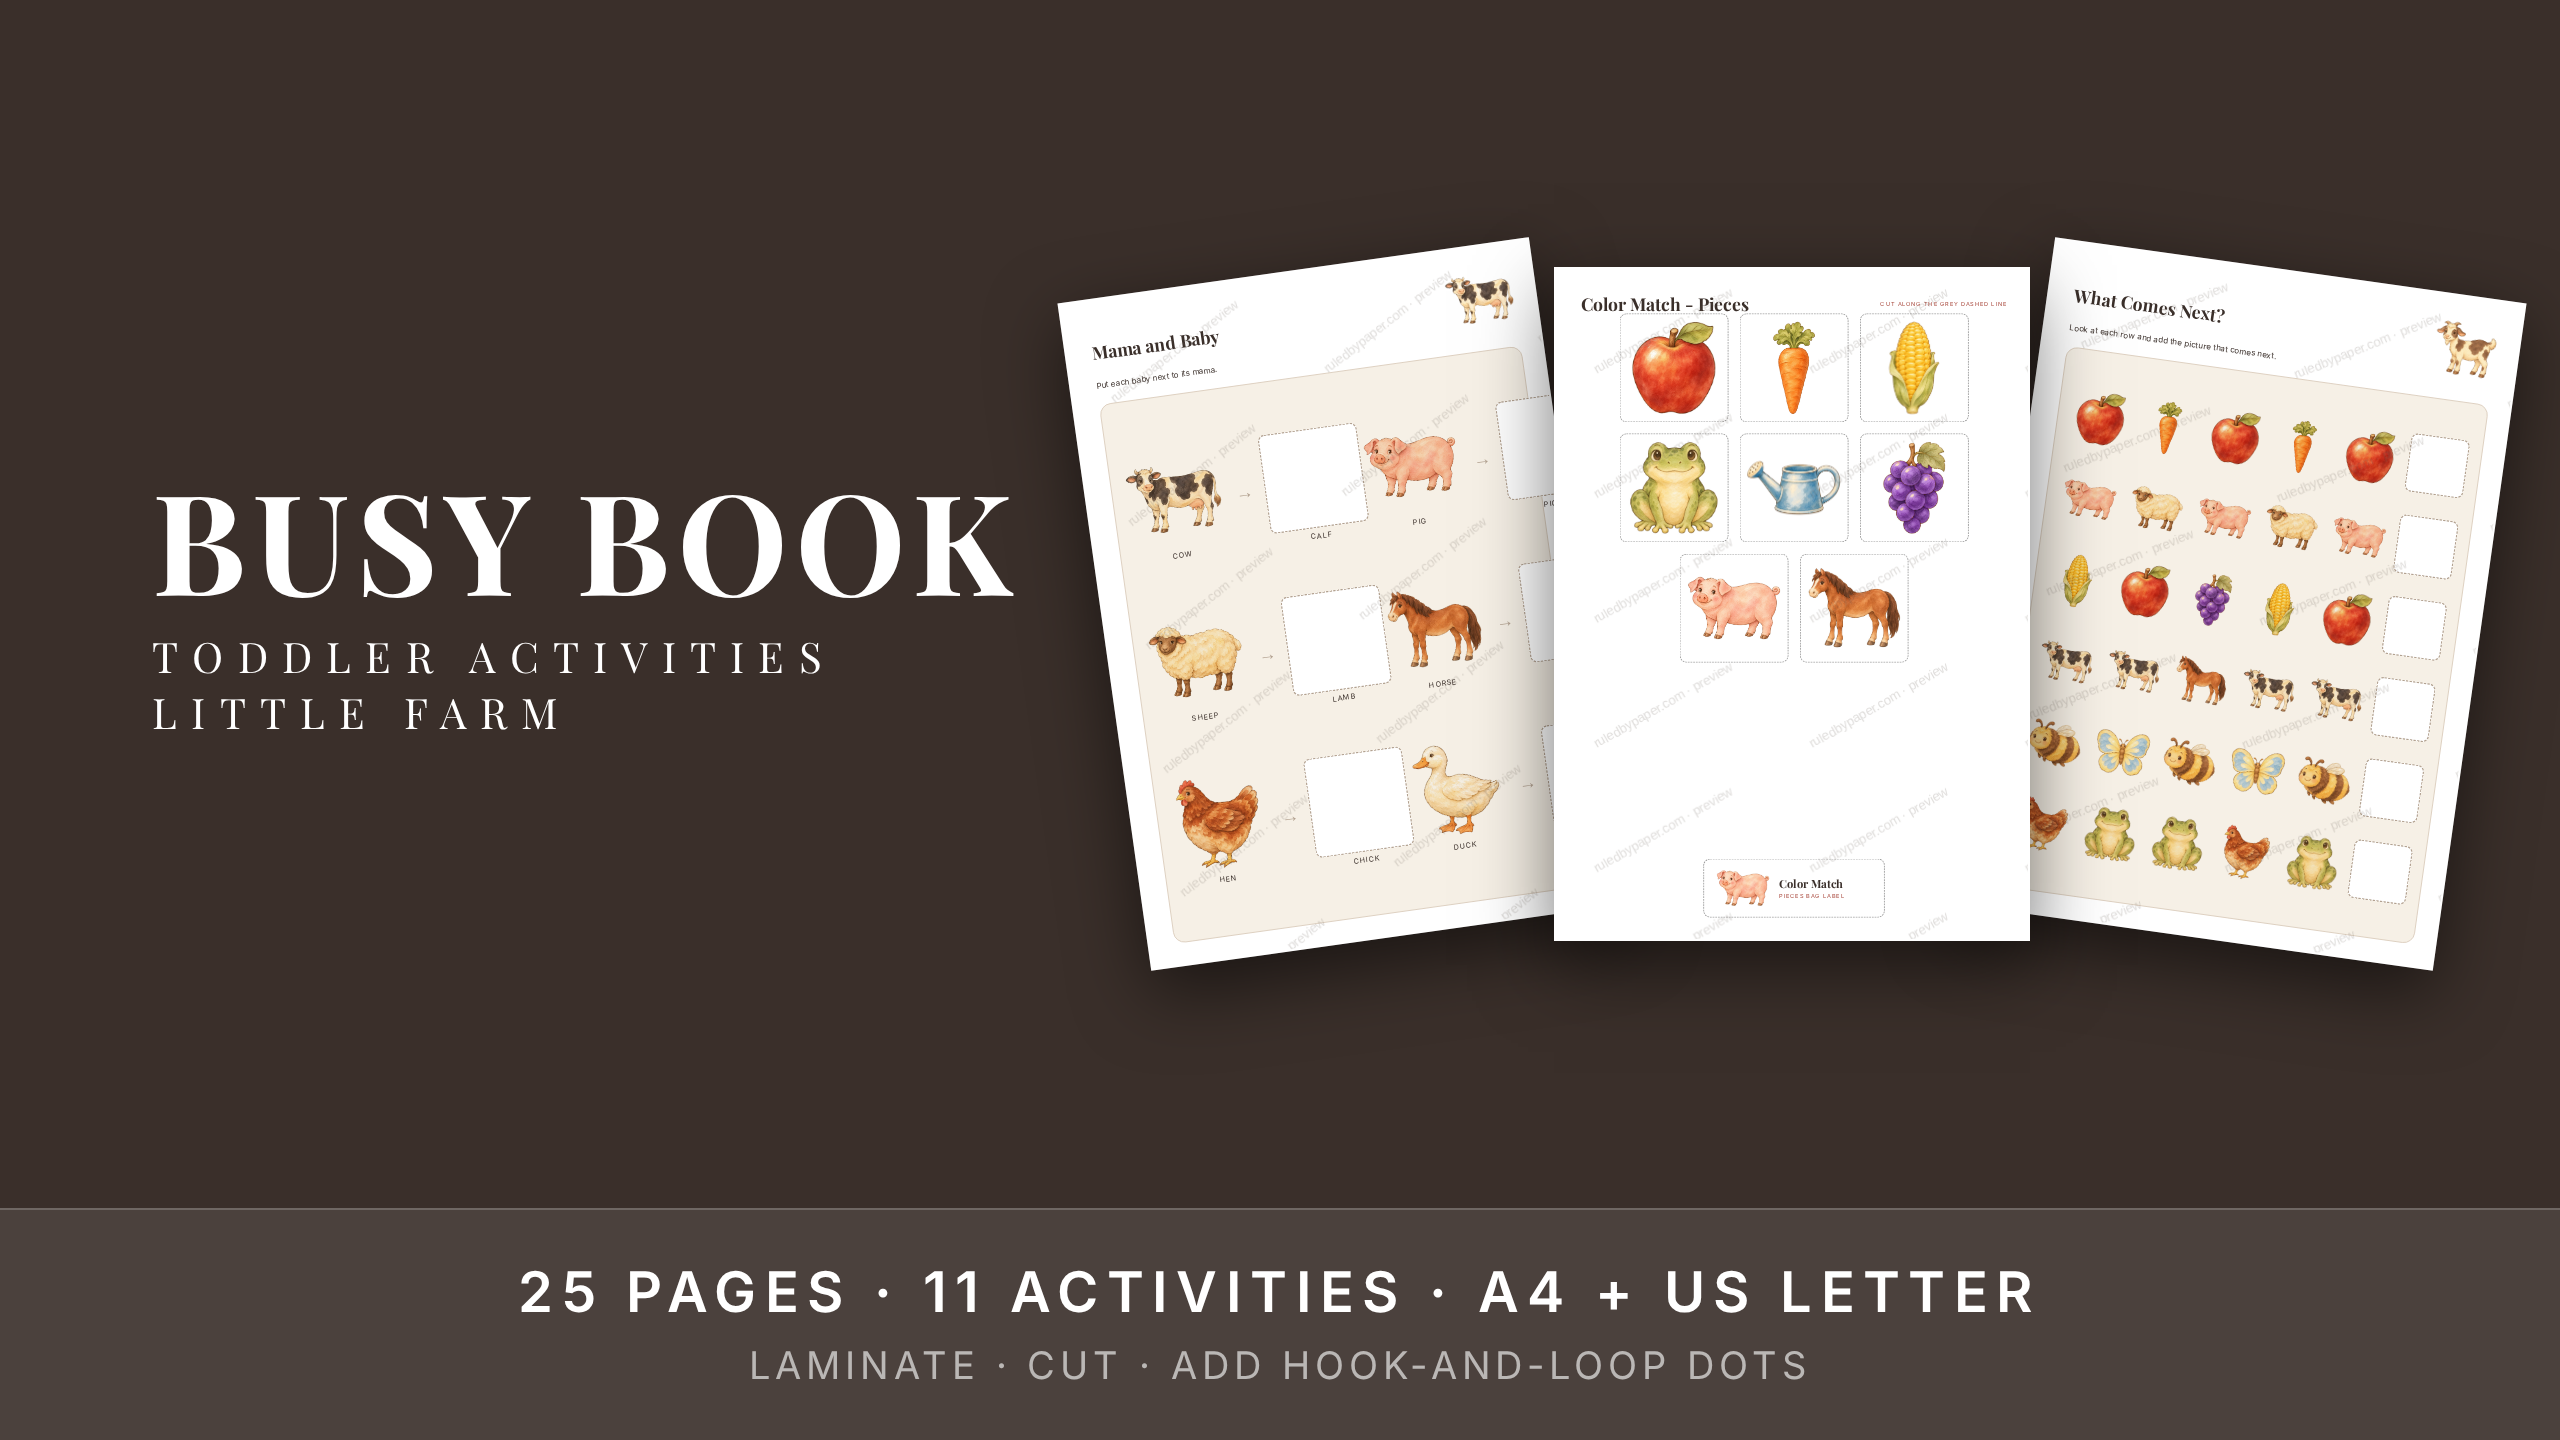 BUSY BOOK
TODDLER ACTIVITIES
LITTLE FARM
Mama and Baby
Put each baby next to its mama.
COW
CALF
PIG
SHEEP
LAMB
HORSE
HEN
CHICK
DUCK
Color Match - Pieces
CUT ALONG THE GREY DASHED LINE
Color Match
PIECES BAG LABEL
What Comes Next?
Look at each row and add the picture that comes next.
ruledbypaper.com · preview
25 PAGES · 11 ACTIVITIES · A4 + US LETTER
LAMINATE · CUT · ADD HOOK-AND-LOOP DOTS